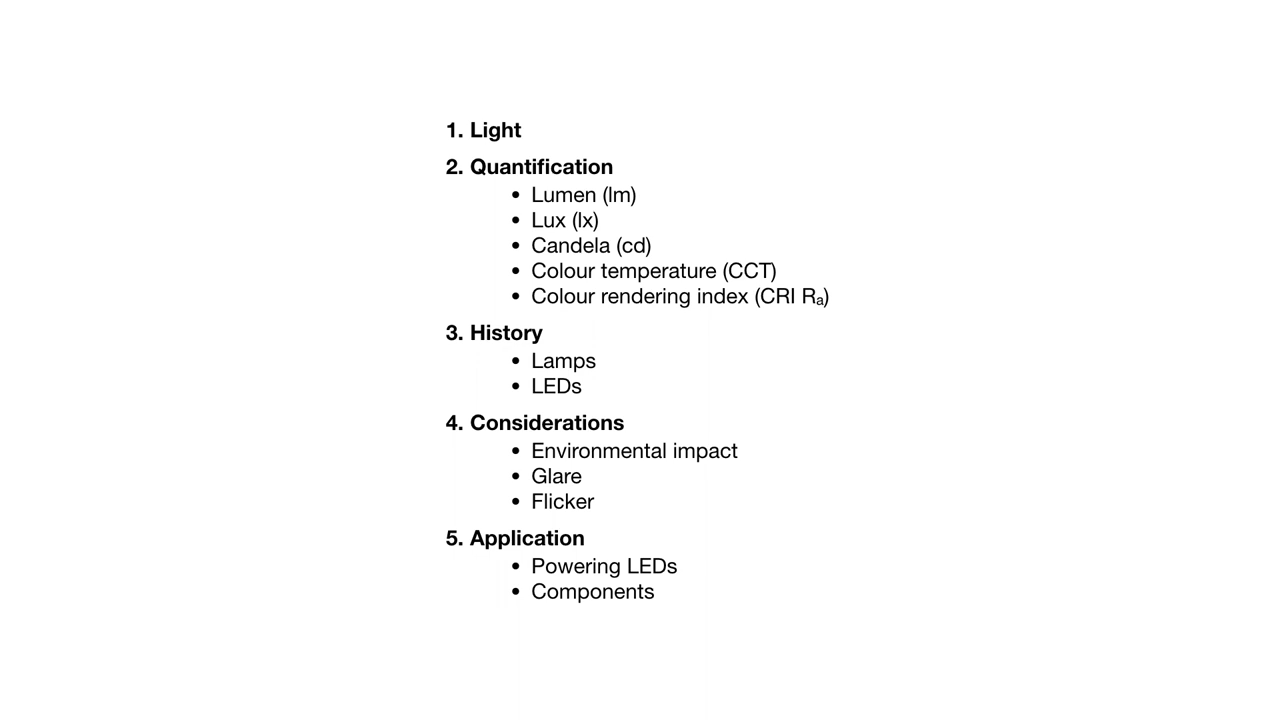 1. Light
2. Quantification
• Lumen (lm)
• Lux (lx)
• Candela (cd)
• Colour temperature (CCT)
• Colour rendering index (CRI Rₐ)
3. History
• Lamps
• LEDs
4. Considerations
• Environmental impact
• Glare
• Flicker
5. Application
• Powering LEDs
• Components